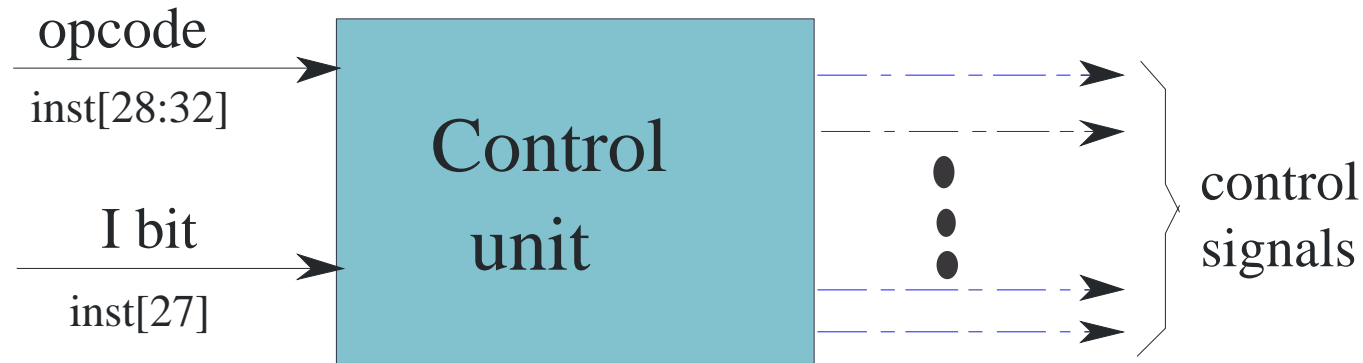 opcode
inst[28:32]
I bit
inst[27]
Control
unit
control
signals